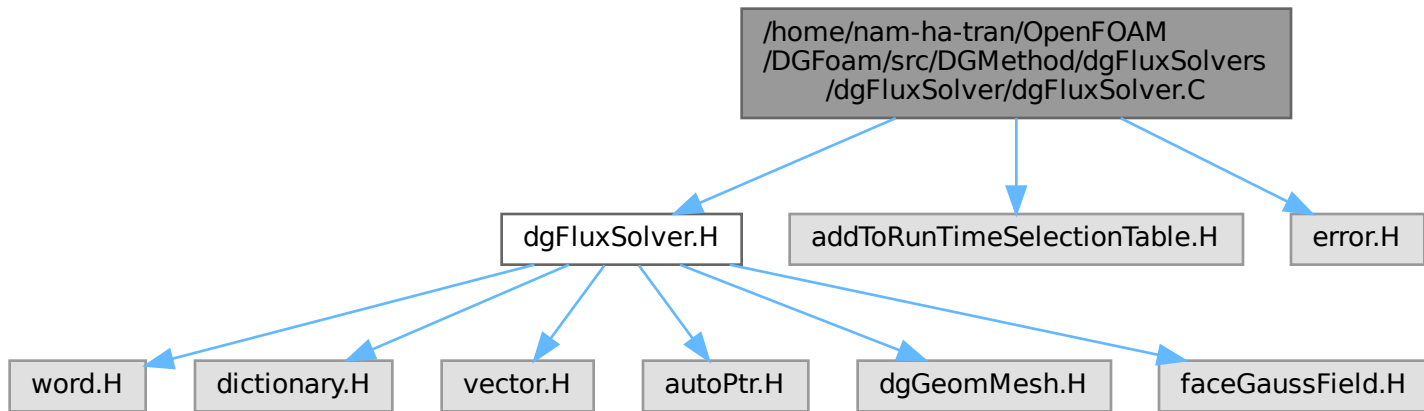 /home/nam-ha-tran/OpenFOAM
/DGFoam/src/DGMethod/dgFluxSolvers
/dgFluxSolver/dgFluxSolver.C
dgFluxSolver.H
addToRunTimeSelectionTable.H
error.H
word.H
dictionary.H
vector.H
autoPtr.H
dgGeomMesh.H
faceGaussField.H